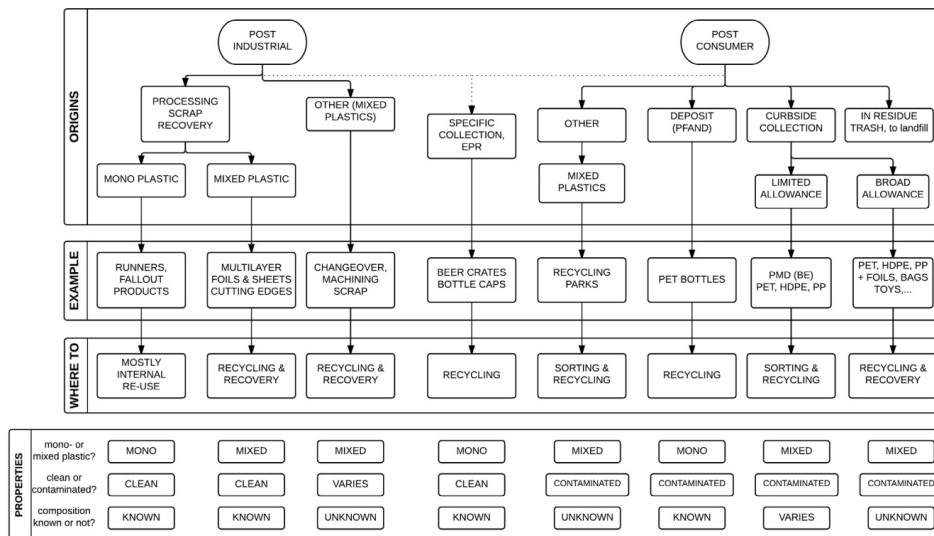 ORIGINS
POST
INDUSTRIAL
POST
CONSUMER
PROCESSING
SCRAP
RECOVERY
OTHER (MIXED
PLASTICS)
SPECIFIC
COLLECTION,
EPR
OTHER
DEPOSIT
(PFAND)
CURBSIDE
COLLECTION
IN RESIDUE
TRASH, to landfill
MONO PLASTIC
MIXED PLASTIC
MIXED
PLASTICS
LIMITED
ALLOWANCE
BROAD
ALLOWANCE
EXAMPLE
RUNNERS,
FALLOUT
PRODUCTS
MULTILAYER
FOILS & SHEETS
CUTTING EDGES
CHANGEOVER,
MACHINING
SCRAP
BEER CRATES
BOTTLE CAPS
RECYCLING
PARKS
PET BOTTLES
PMD (BE)
PET, HDPE, PP
PET, HDPE, PP
+ FOILS, BAGS
TOYS,...
WHERE TO
MOSTLY
INTERNAL
RE-USE
RECYCLING &
RECOVERY
RECYCLING &
RECOVERY
RECYCLING
SORTING &
RECYCLING
RECYCLING
SORTING &
RECYCLING
RECYCLING &
RECOVERY
PROPERTIES
mono- or
mixed plastic?
MONO
MIXED
MIXED
MONO
MIXED
MONO
MIXED
MIXED
clean or
contaminated?
CLEAN
CLEAN
VARIES
CLEAN
CONTAMINATED
CONTAMINATED
CONTAMINATED
CONTAMINATED
composition
known or not?
KNOWN
KNOWN
UNKNOWN
KNOWN
UNKNOWN
KNOWN
VARIES
UNKNOWN